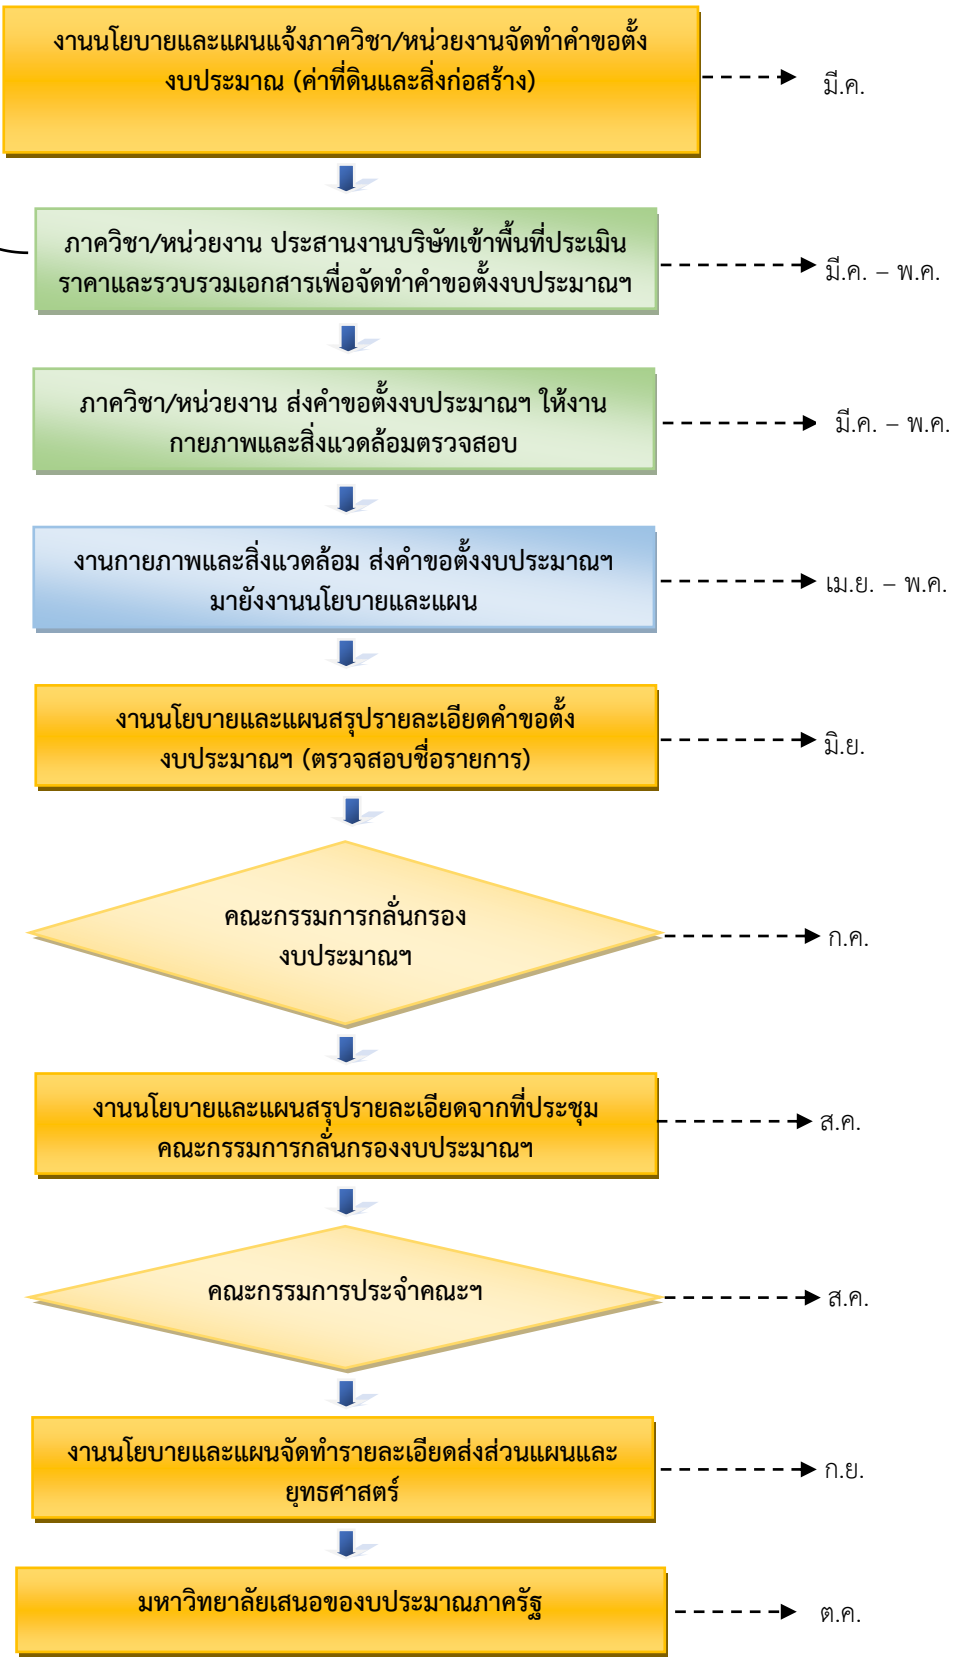 งานนโยบายและแผนแจ้งภาควิชา/หน่วยงานจัดทำคำขอตั้ง
งบประมาณ (ค่าที่ดินและสิ่งก่อสร้าง)
มี.ค.
ภาควิชา/หน่วยงาน ประสานงานบริษัทเข้าพื้นที่ประเมิน
ราคาและรวบรวมเอกสารเพื่อจัดทำคำขอตั้งงบประมาณฯ
มี.ค. – พ.ค.
ภาควิชา/หน่วยงาน ส่งคำขอตั้งงบประมาณฯ ให้งาน
กายภาพและสิ่งแวดล้อมตรวจสอบ
มี.ค. – พ.ค.
งานกายภาพและสิ่งแวดล้อม ส่งคำขอตั้งงบประมาณฯ
มายังงานนโยบายและแผน
เม.ย. – พ.ค.
งานนโยบายและแผนสรุปรายละเอียดคำขอตั้ง
งบประมาณฯ (ตรวจสอบชื่อรายการ)
มิ.ย.
คณะกรรมการกลั่นกรอง
งบประมาณฯ
ก.ค.
งานนโยบายและแผนสรุปรายละเอียดจากที่ประชุม
คณะกรรมการกลั่นกรองงบประมาณฯ
ส.ค.
คณะกรรมการประจำคณะฯ
ส.ค.
งานนโยบายและแผนจัดทำรายละเอียดส่งส่วนแผนและ
ยุทธศาสตร์
ก.ย.
มหาวิทยาลัยเสนอของบประมาณภาครัฐ
ต.ค.